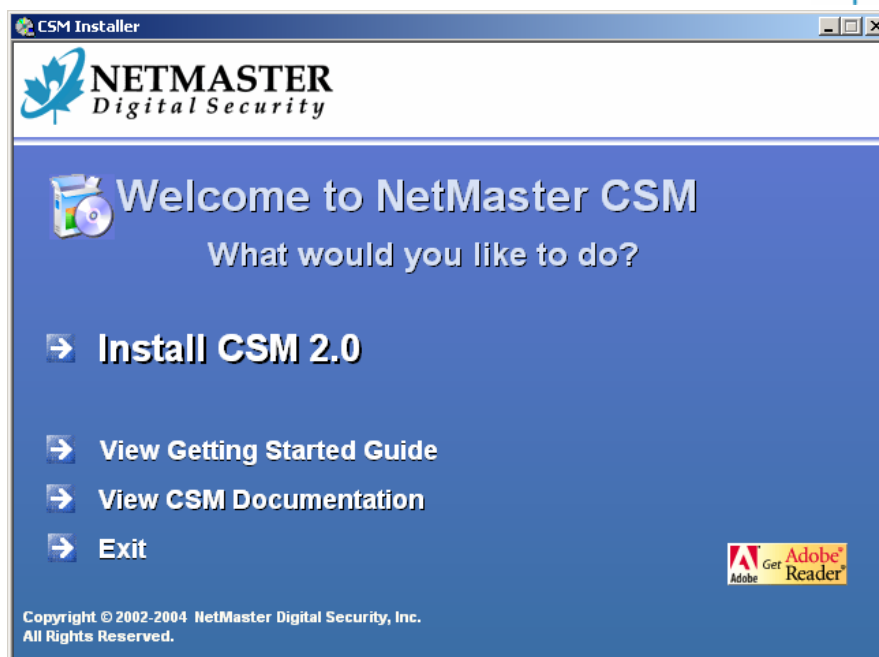 CSM Installer
NETMASTER
Digital Security
Welcome to NetMaster CSM
What would you like to do?
Install CSM 2.0
View Getting Started Guide
View CSM Documentation
Exit
Adobe
Get Adobe®
Reader®
Copyright © 2002-2004 NetMaster Digital Security, Inc.
All Rights Reserved.